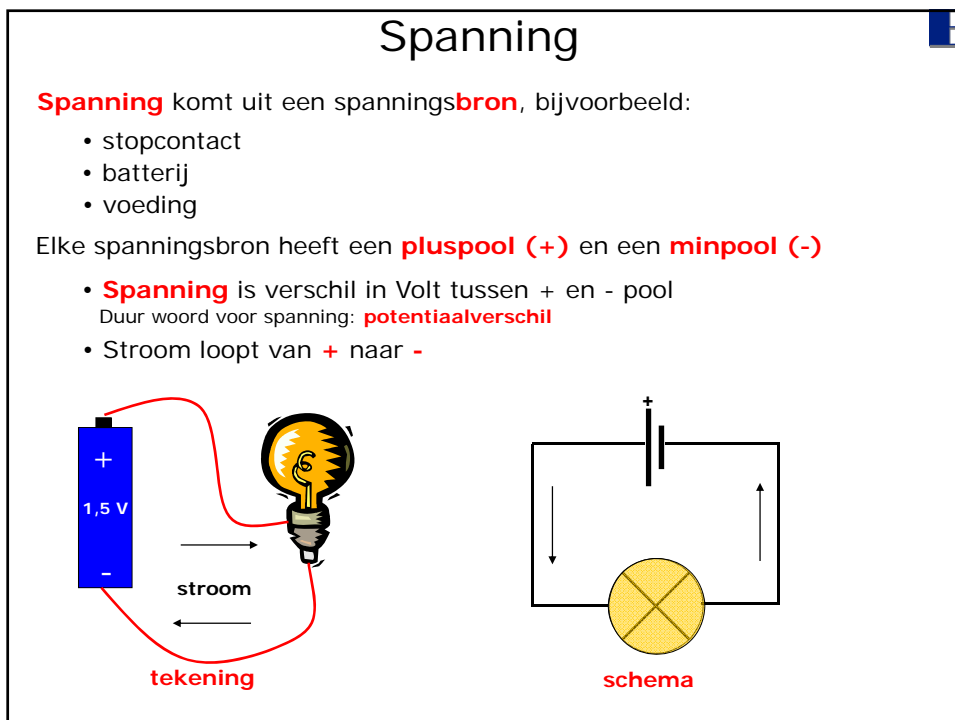 Spanning
Spanning komt uit een spanningsbron, bijvoorbeeld:
• stopcontact
• batterij
• voeding
Elke spanningsbron heeft een pluspool (+) en een minpool (-)
• Spanning is verschil in Volt tussen + en - pool
Duur woord voor spanning: potentiaalverschil
• Stroom loopt van + naar -
+
1,5 V
-
stroom
tekening
+
schema